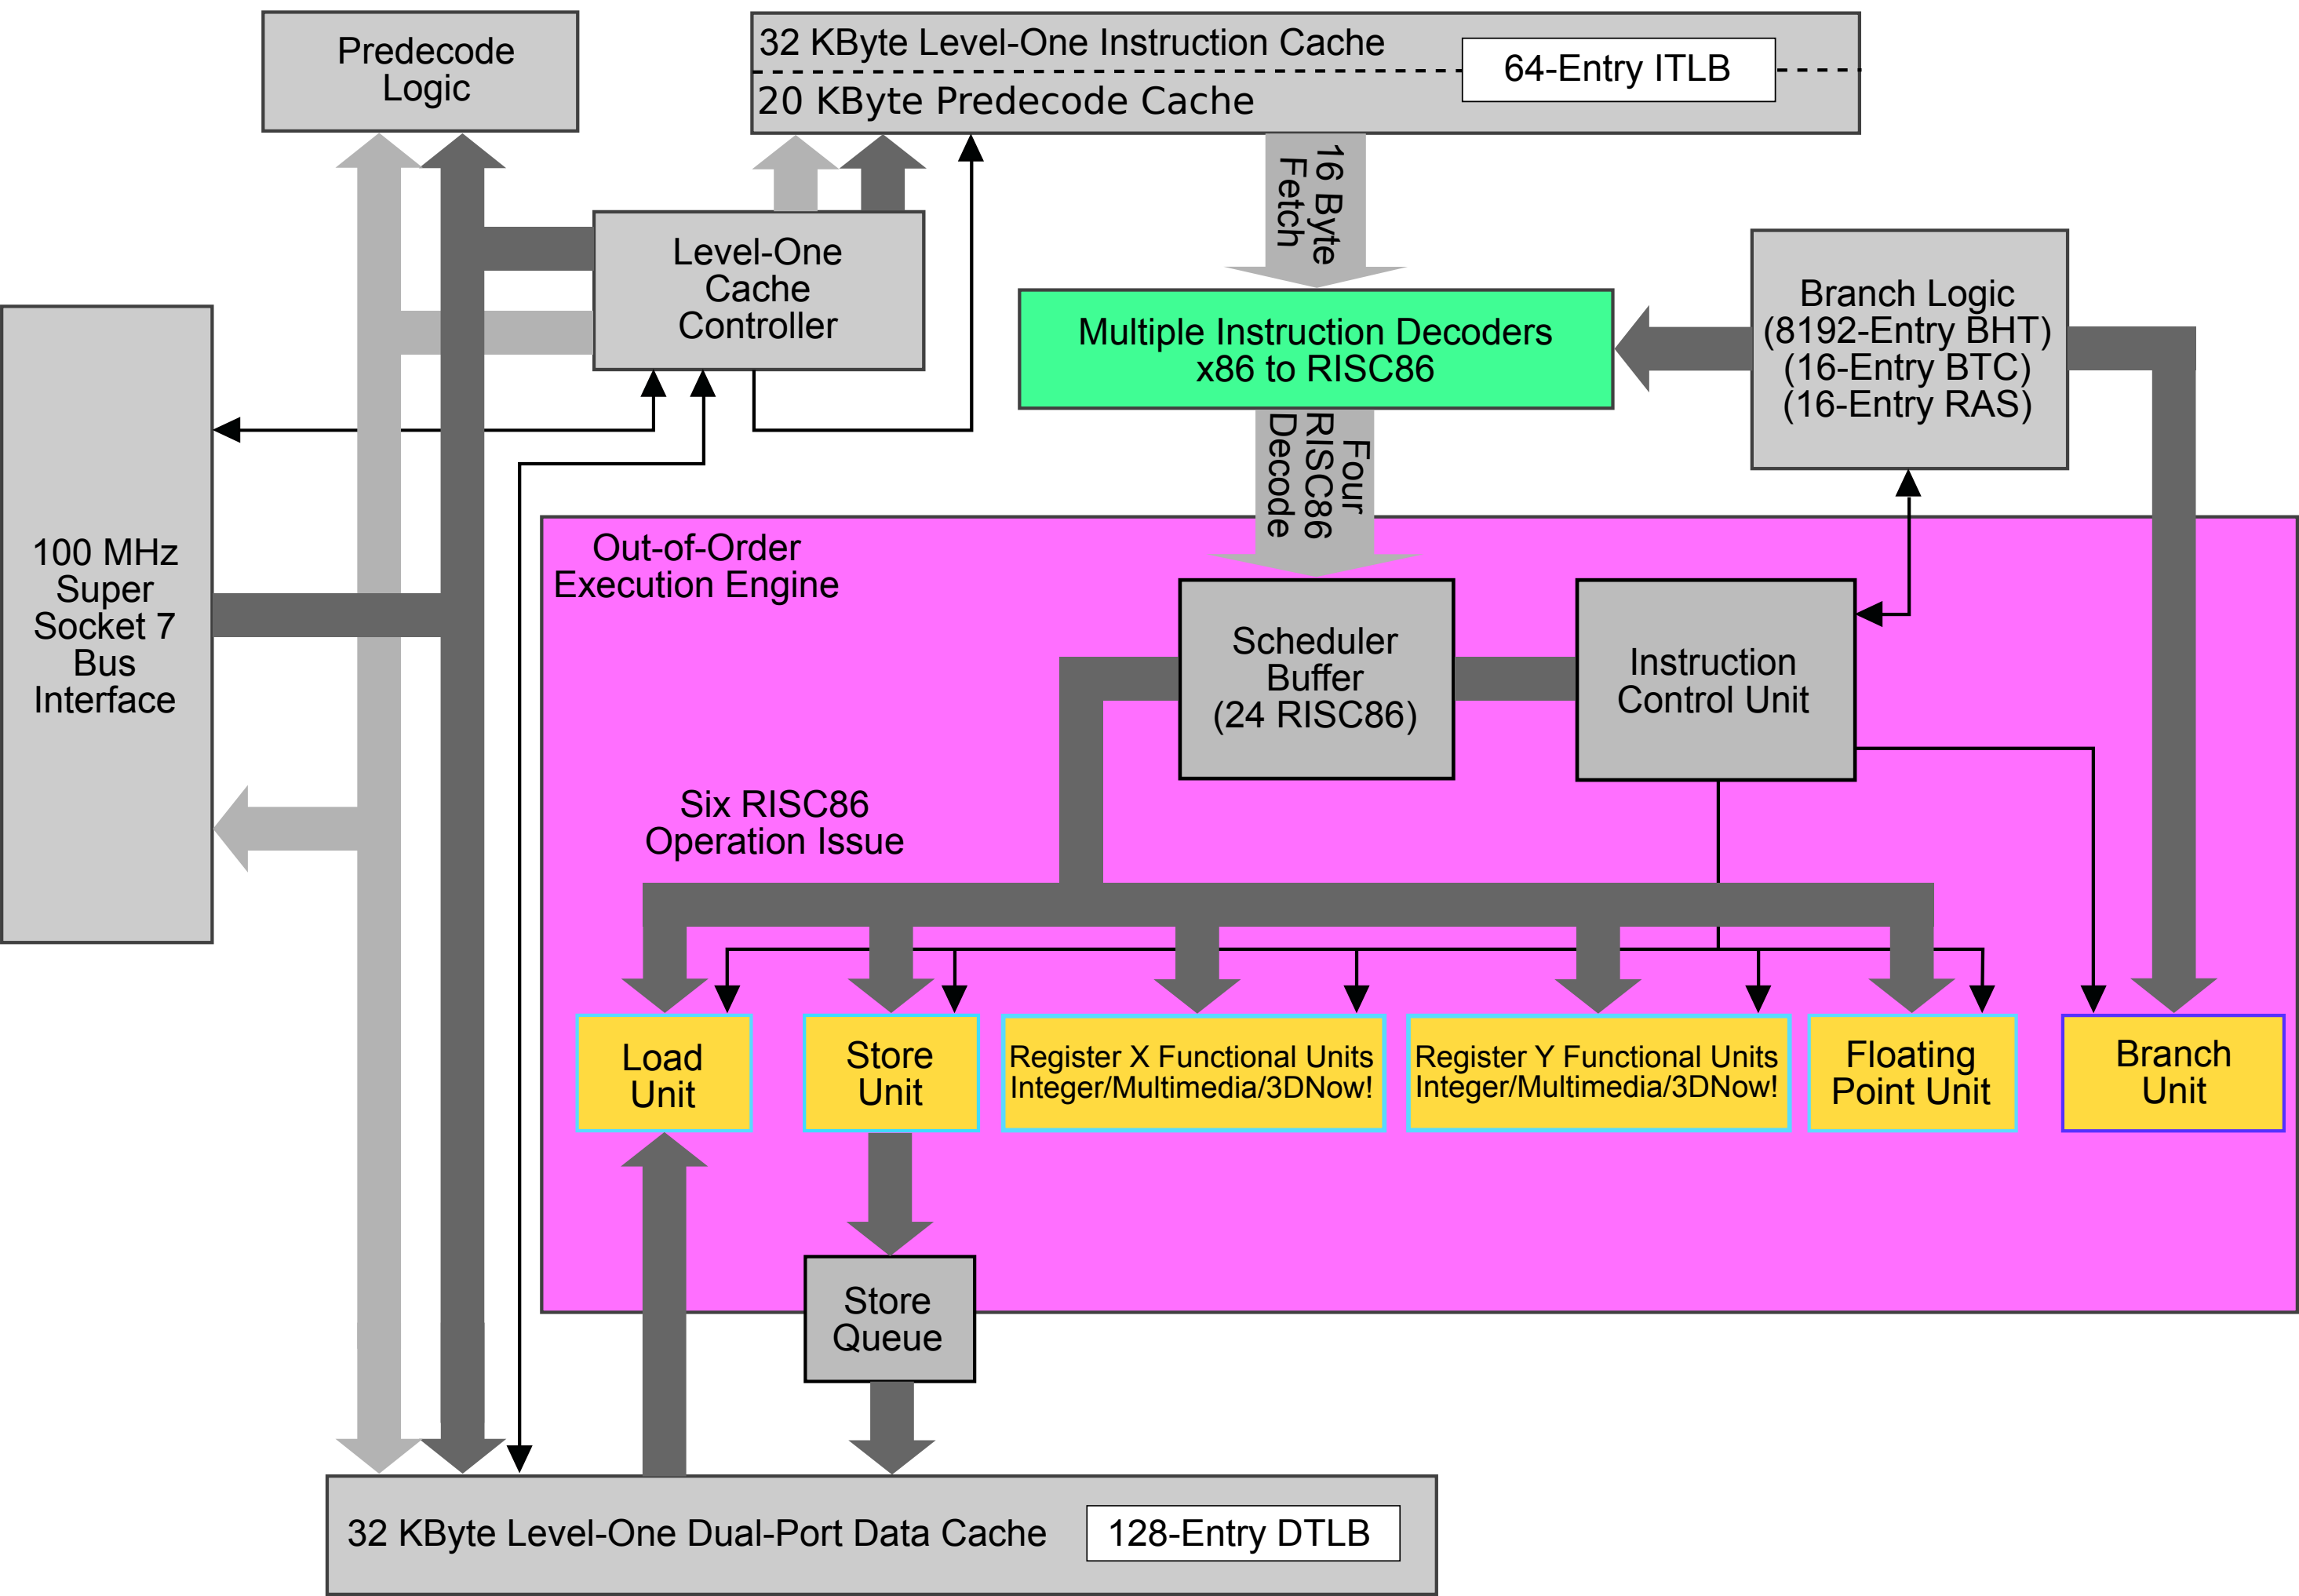 Predecode
Logic
32 KByte Level-One Instruction Cache
64-Entry ITLB
20 KByte Predecode Cache
16 Byte
Fetch
Level-One
Cache
Controller
Multiple Instruction Decoders
x86 to RISC86
Branch Logic
(8192-Entry BHT)
(16-Entry BTC)
(16-Entry RAS)
Four
RISC86
Decode
100 MHz
Super
Socket 7
Bus
Interface
Out-of-Order
Execution Engine
Scheduler
Buffer
(24 RISC86)
Instruction
Control Unit
Six RISC86
Operation Issue
Load
Unit
Store
Unit
Register X Functional Units
Integer/Multimedia/3DNow!
Register Y Functional Units
Integer/Multimedia/3DNow!
Floating
Point Unit
Branch
Unit
Store
Queue
32 KByte Level-One Dual-Port Data Cache
128-Entry DTLB